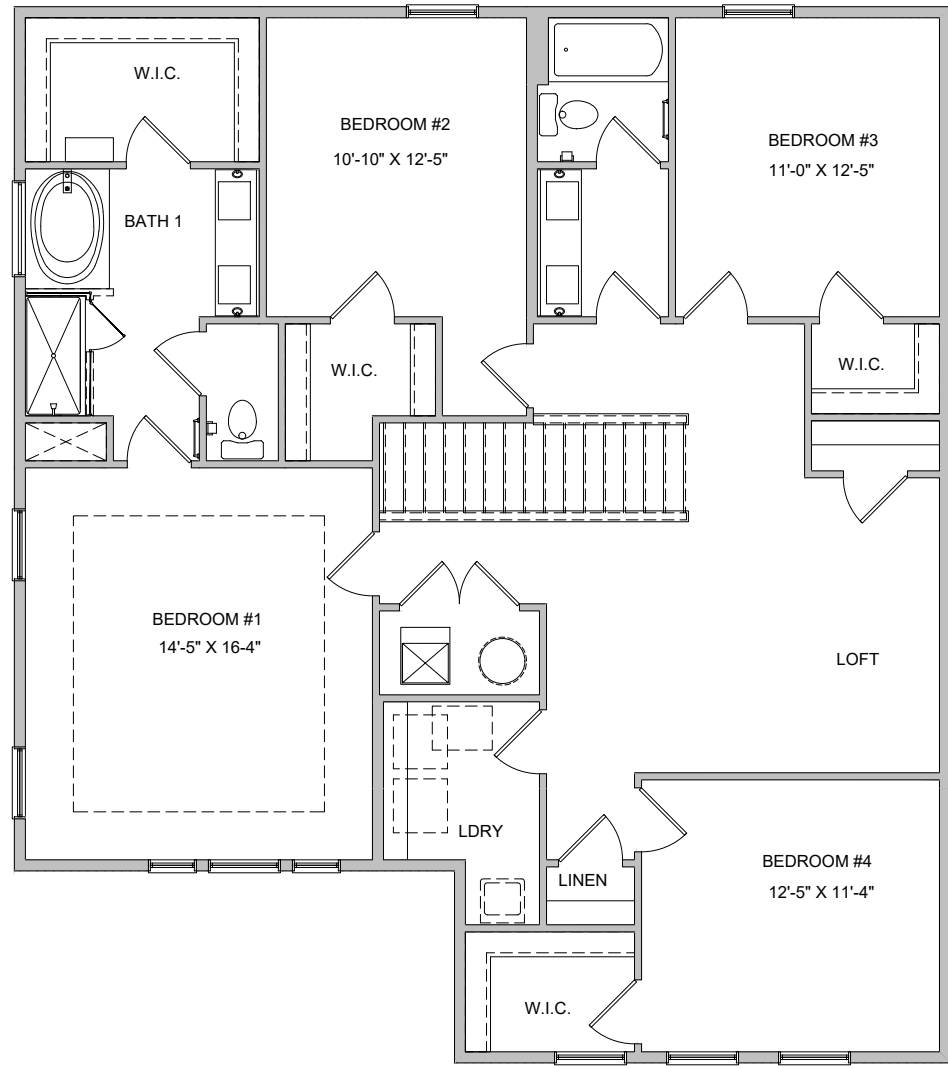 W.I.C.
BEDROOM #2
10'-10" X 12'-5"
BEDROOM #3
11'-0" X 12'-5"
BATH 1
W.I.C.
W.I.C.
BEDROOM #1
14'-5" X 16-4"
LOFT
LDRY
LINEN
BEDROOM #4
12'-5" X 11'-4"
W.I.C.